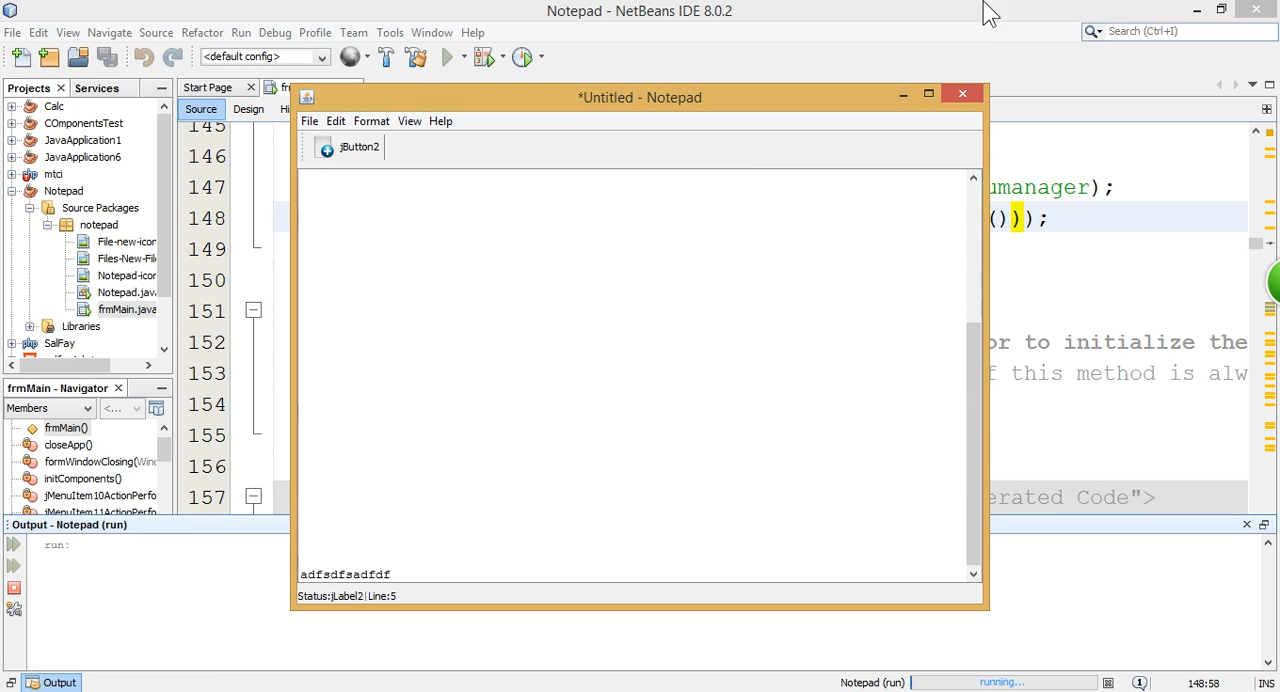 Notepad - NetBeans IDE 8.0.2
File Edit View Navigate Source Refactor Run Debug Profile Team Tools Window Help
Search (Ctrl+I)
<default config>
Projects Services
Start Page
Source Design
Calc
COmponentsTest
JavaApplication1
JavaApplication6
mtci
Notepad
Source Packages
notepad
File-new-icon
Files-New-Fil
Notepad-icon
Notepad.java
frmMain.java
Libraries
SalFay
frmMain - Navigator
Members <...
frmMain()
closeApp()
formWindowClosing(Wind
initComponents()
jMenuItem10ActionPerfo
jMenuItem11ActionPerfo
145
146
147 umanager);
148 ()));
149
150
151
152 or to initialize the
153 f this method is alw
154
155
156
157 erated Code">
*Untitled - Notepad
File Edit Format View Help
jButton2
adfsdfsadfdf
Status:jLabel2 Line:5
Output - Notepad (run)
run:
Output
Notepad (run) running... 1 148:58 INS